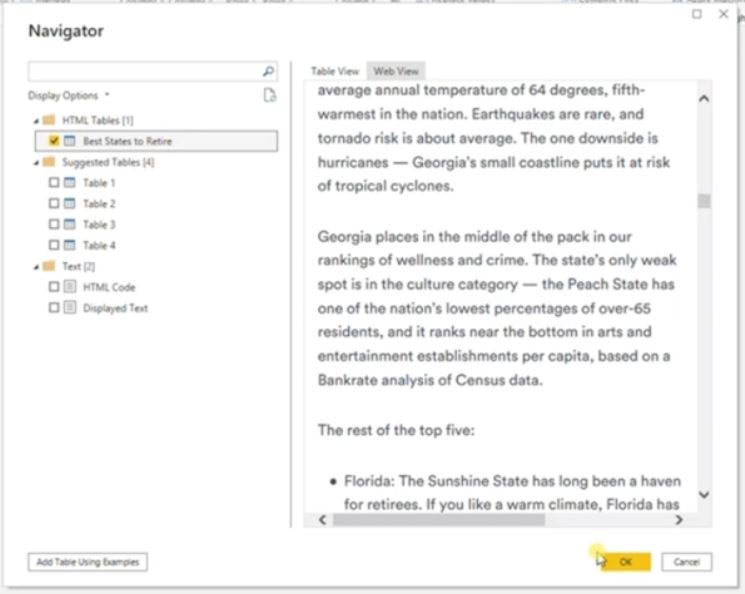 Navigator
Display Options
HTML Tables [1]
Best States to Retire
Suggested Tables [4]
Table 1
Table 2
Table 3
Table 4
Text [2]
HTML Code
Displayed Text
Table View Web View
average annual temperature of 64 degrees, fifth-
warmest in the nation. Earthquakes are rare, and
tornado risk is about average. The one downside is
hurricanes — Georgia's small coastline puts it at risk
of tropical cyclones.
Georgia places in the middle of the pack in our
rankings of wellness and crime. The state's only weak
spot is in the culture category — the Peach State has
one of the nation's lowest percentages of over-65
residents, and it ranks near the bottom in arts and
entertainment establishments per capita, based on a
Bankrate analysis of Census data.
The rest of the top five:
• Florida: The Sunshine State has long been a haven
for retirees. If you like a warm climate, Florida has
Add Table Using Examples
OK
Cancel